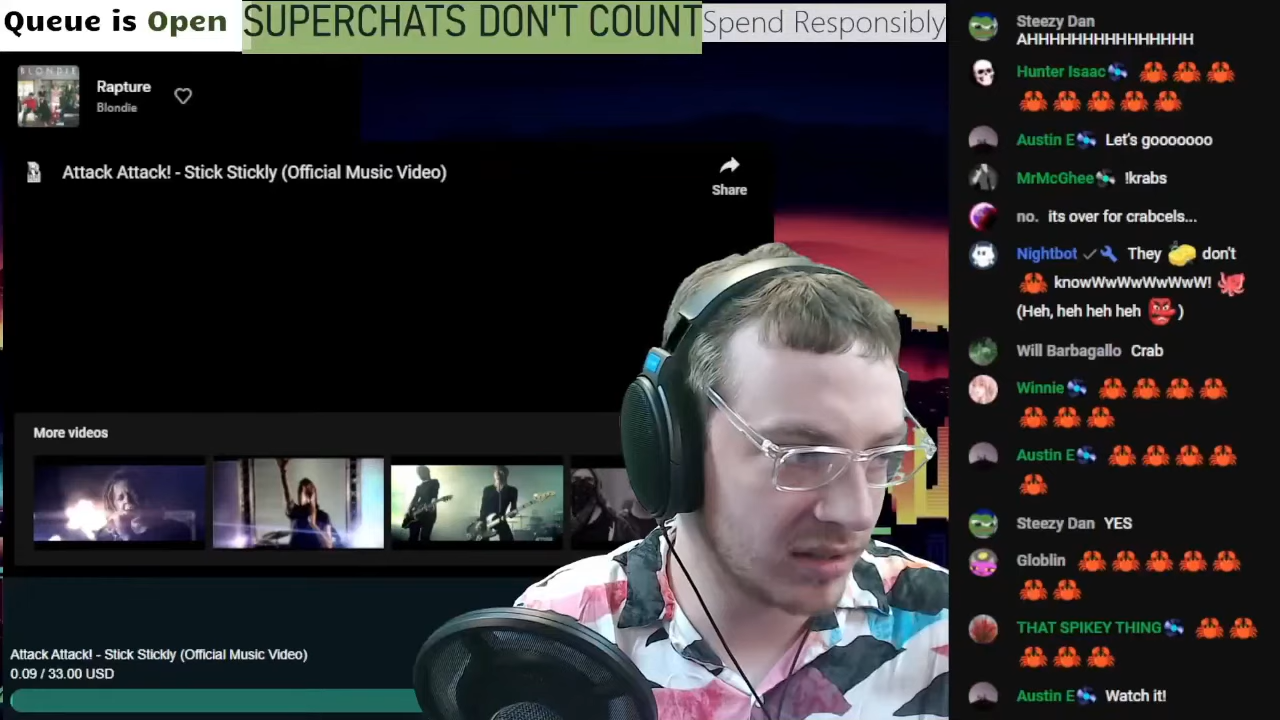 Queue is Open
SUPERCHATS DON'T COUNT
Spend Responsibly
BLONDIE
Rapture
Blondie
Attack Attack! - Stick Stickly (Official Music Video)
Share
More videos
Attack Attack! - Stick Stickly (Official Music Video)
0.09 / 33.00 USD
Steezy Dan
AHHHHHHHHHHHHHHH
Hunter Isaac 🦀 🦀 🦀
🦀 🦀 🦀 🦀 🦀
Austin E Let's gooooooo
MrMcGhee !krabs
no. its over for crabcels...
Nightbot They 🍋 don't
🦀 knowWwWwWwWwW! 🐙
(Heh, heh heh heh 👺 )
Will Barbagallo Crab
Winnie 🦀 🦀 🦀 🦀
🦀 🦀 🦀
Austin E 🦀 🦀 🦀 🦀
🦀
Steezy Dan YES
Globlin 🦀 🦀 🦀 🦀 🦀
🦀 🦀
THAT SPIKEY THING 🦀 🦀
🦀 🦀 🦀
Austin E Watch it!